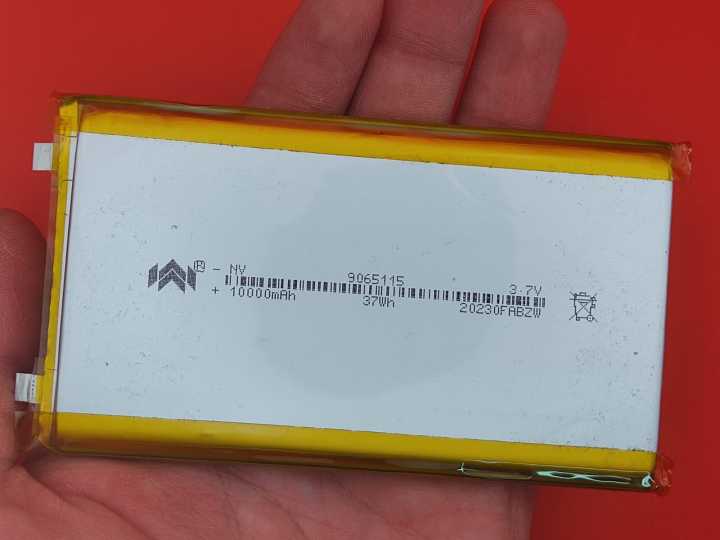 - NV 9065115 3.7V
+ 10000mAh 37Wh 20230FABZW